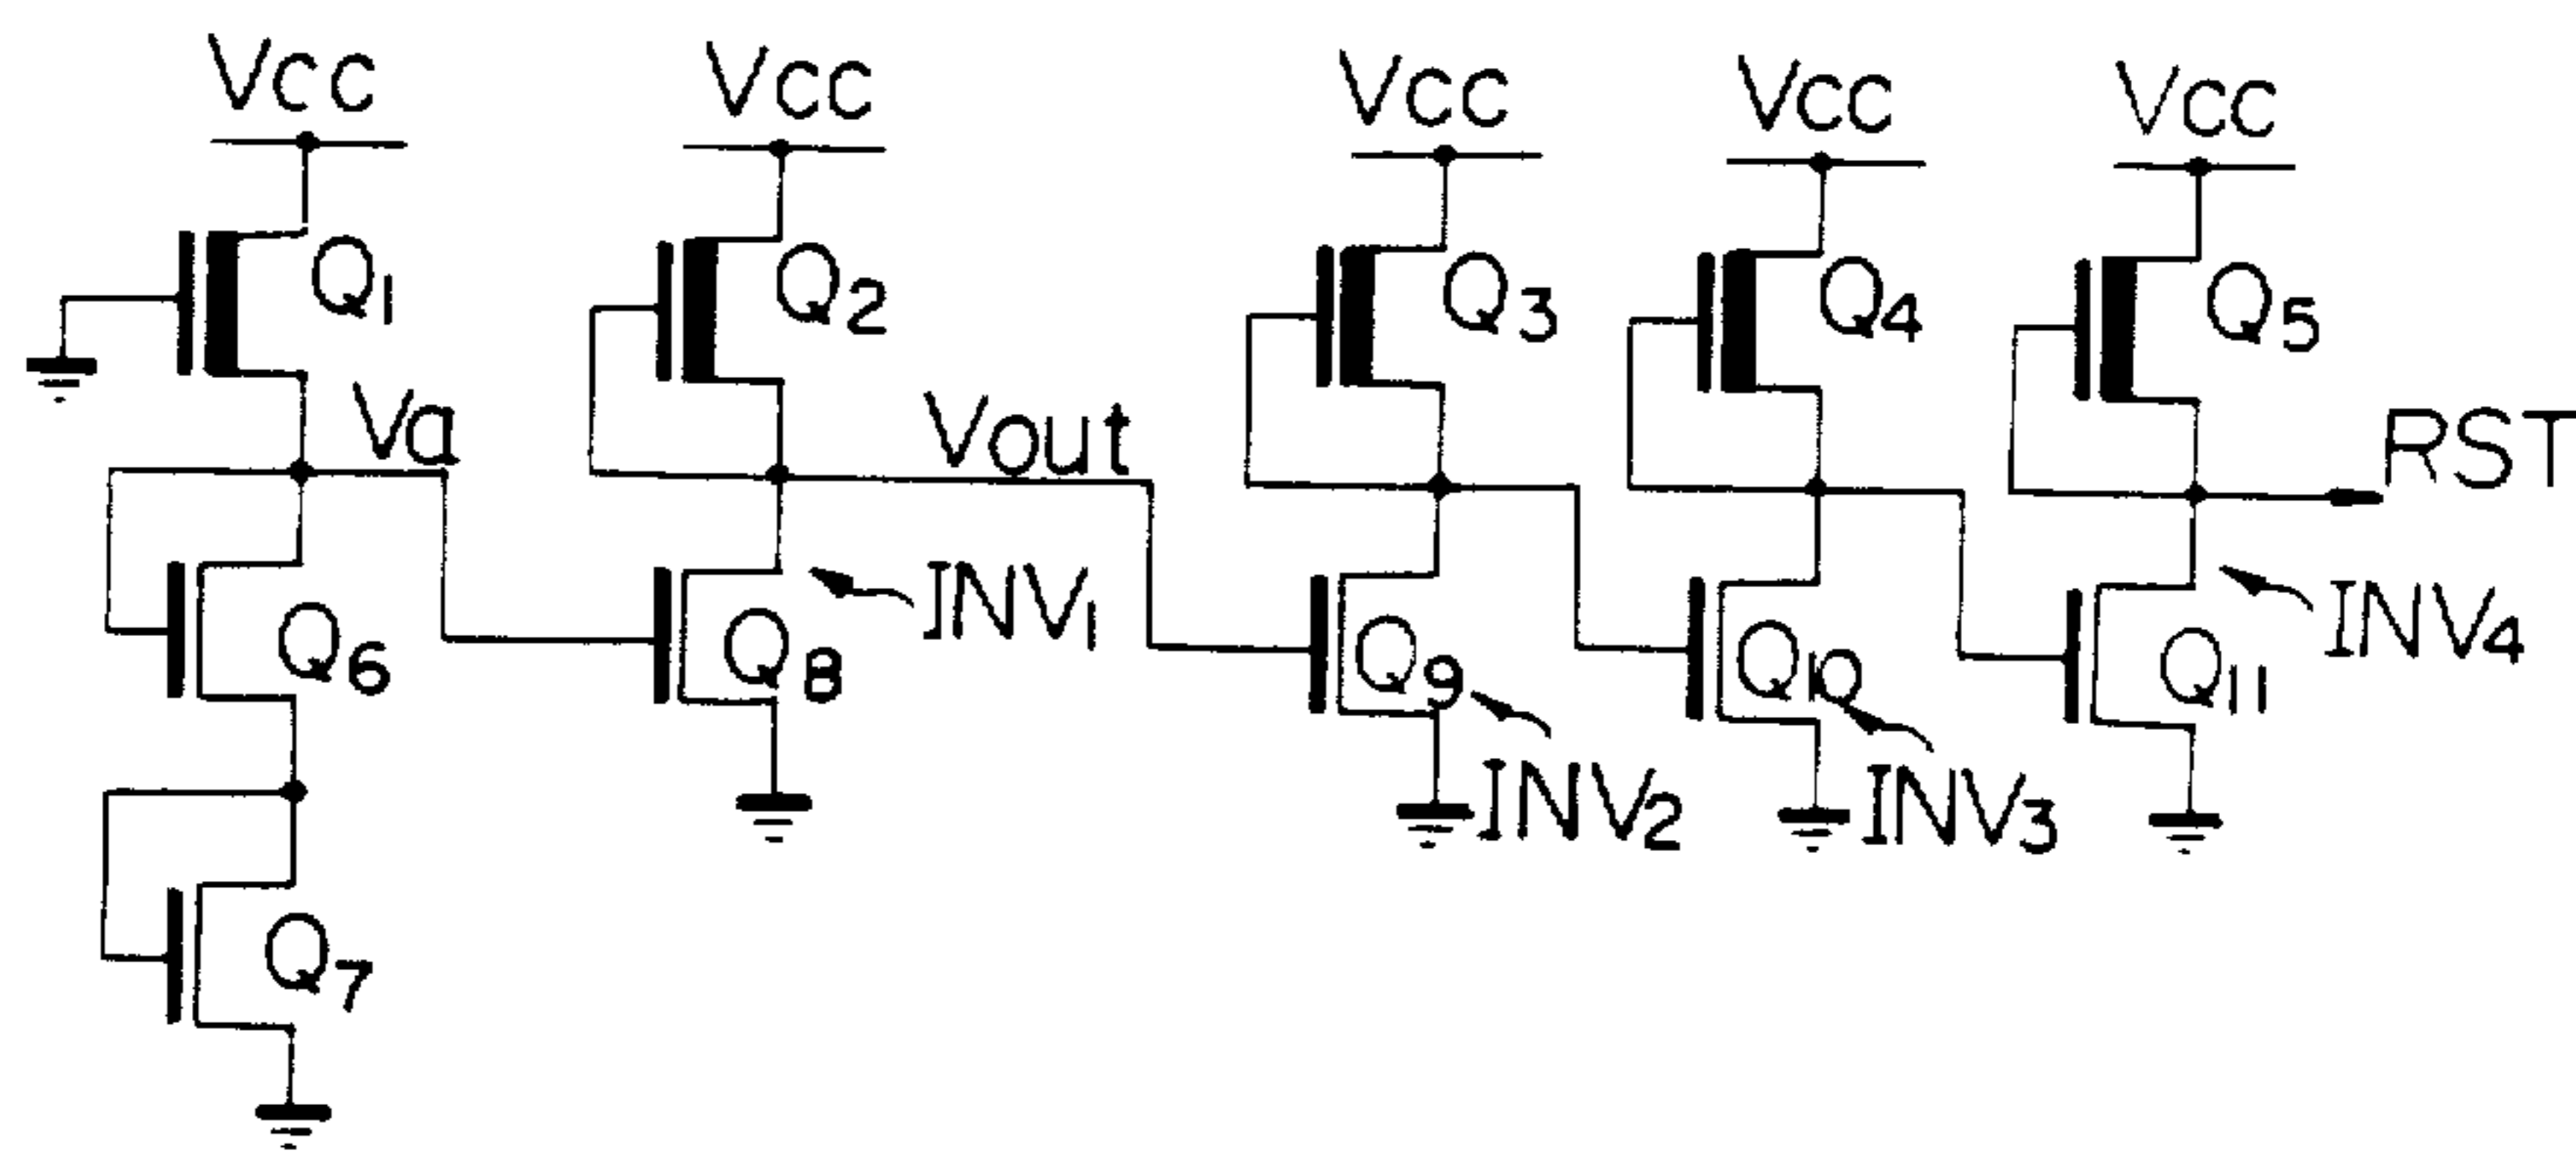 Vcc Vcc Vcc Vcc Vcc
Q1 Q2 Q3 Q4 Q5
Va Vout RST
Q6 Q8 INV1 Q9 Q10 Q11 INV4
INV2 INV3
Q7